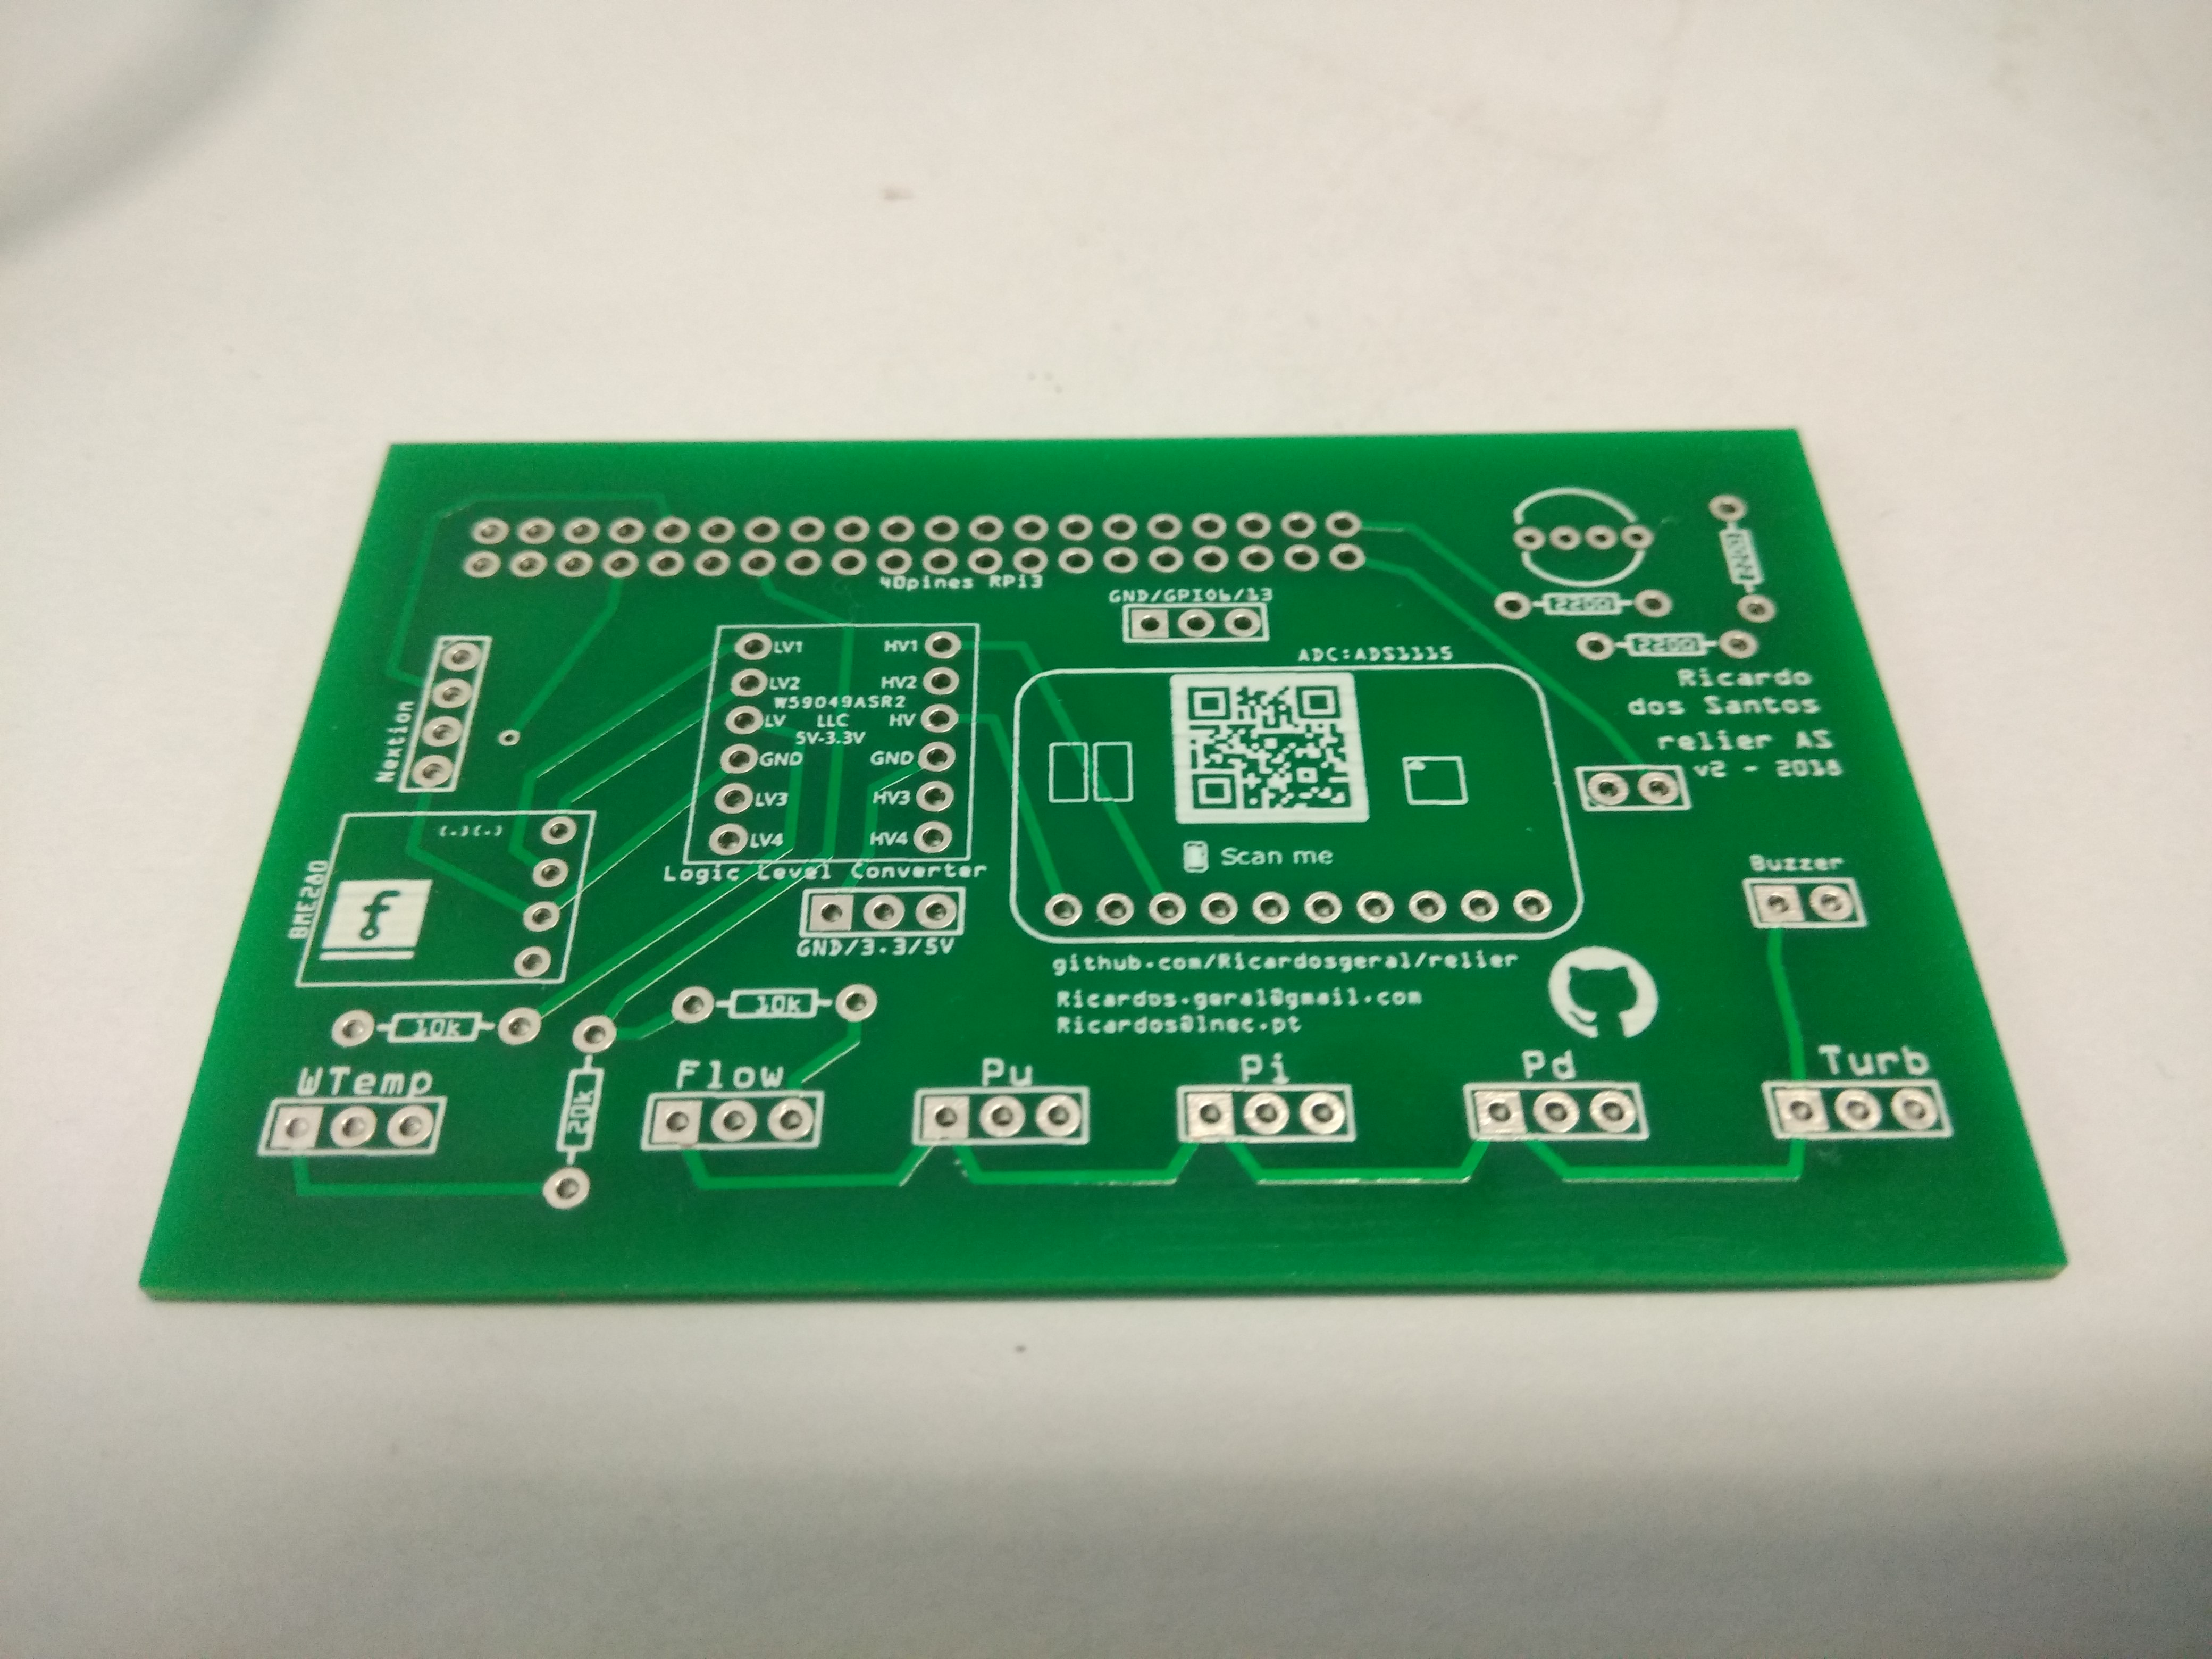 40pines RPi3
GND/GPIO6/13
220Ω
220Ω
220Ω
Ricardo
dos Santos
relier AS
v2 - 2018
Nextion
LV1 HV1
LV2 HV2
W59049ASR2
LV LLC HV
5V-3.3V
GND GND
LV3 HV3
LV4 HV4
Logic Level Converter
GND/3.3/5V
ADC:ADS1115
Scan me
BME280
Buzzer
github.com/Ricardosgeral/relier
Ricardos.geral@gmail.com
Ricardos@lnec.pt
10k
10k
20k
WTemp
Flow
Pu
Pi
Pd
Turb